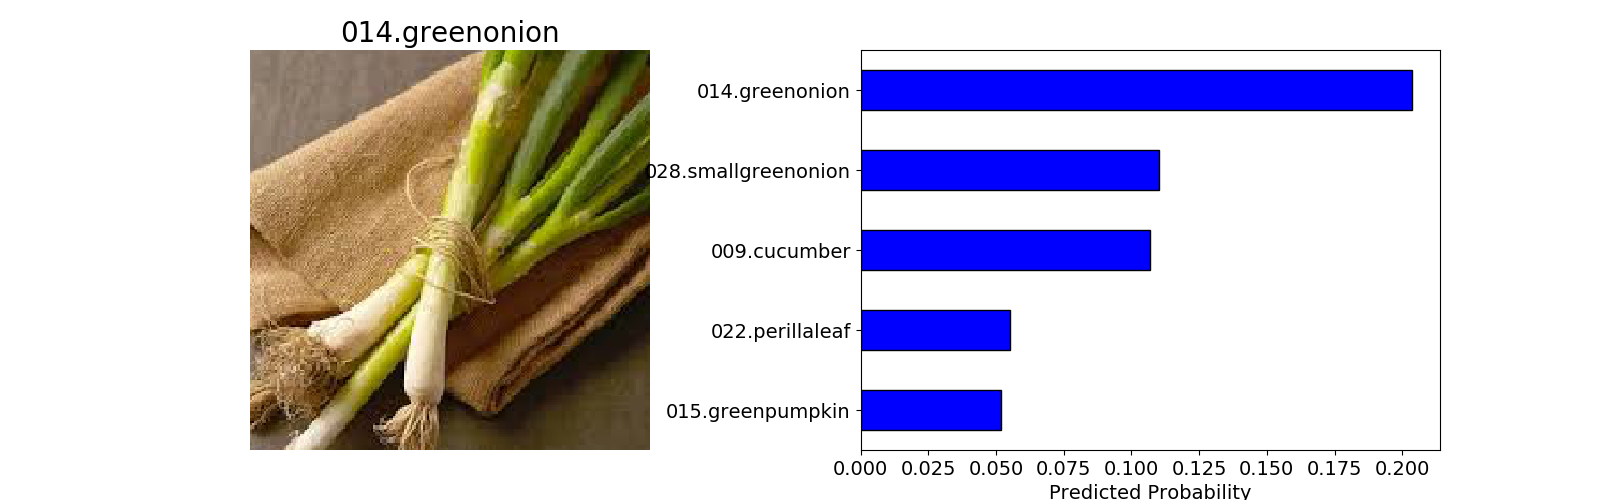 014.greenonion
014.greenonion
028.smallgreenonion
009.cucumber
022.perillaleaf
015.greenpumpkin
0.000 0.025 0.050 0.075 0.100 0.125 0.150 0.175 0.200
Predicted Probability